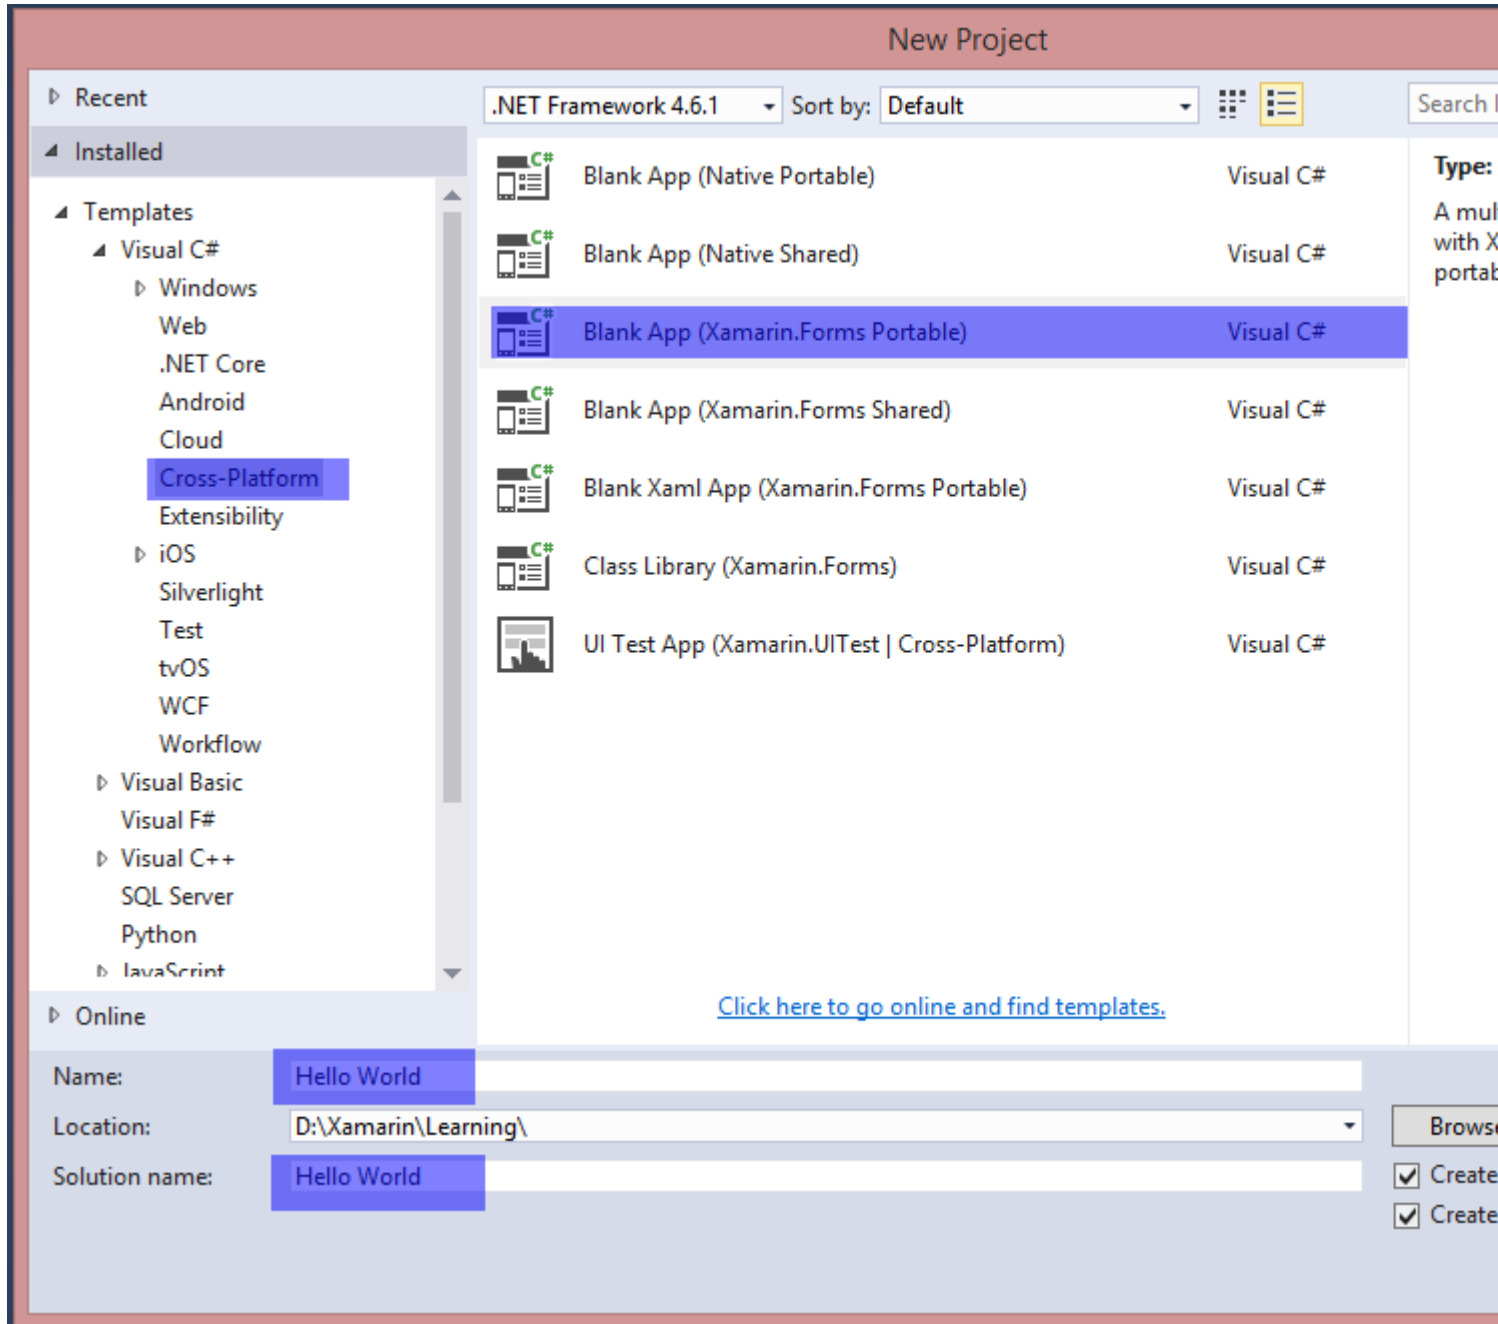 New Project
Recent
Installed
Templates
Visual C#
Windows
Web
.NET Core
Android
Cloud
Cross-Platform
Extensibility
iOS
Silverlight
Test
tvOS
WCF
Workflow
Visual Basic
Visual F#
Visual C++
SQL Server
Python
JavaScript
Online
.NET Framework 4.6.1 Sort by: Default
Search
C# Blank App (Native Portable) Visual C#
C# Blank App (Native Shared) Visual C#
C# Blank App (Xamarin.Forms Portable) Visual C#
C# Blank App (Xamarin.Forms Shared) Visual C#
C# Blank Xaml App (Xamarin.Forms Portable) Visual C#
C# Class Library (Xamarin.Forms) Visual C#
UI Test App (Xamarin.UITest | Cross-Platform) Visual C#
Click here to go online and find templates.
Type:
A
with
Name: Hello World
Location: D:\Xamarin\Learning\
Solution name: Hello World
Create
Create